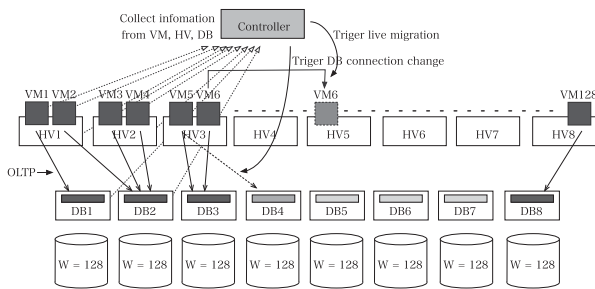 Collect infomation
from VM, HV, DB
Controller
Triger live migration
Triger DB connection change
VM1 VM2 VM3 VM4 VM5 VM6 VM6 VM128
HV1 HV2 HV3 HV4 HV5 HV6 HV7 HV8
OLTP
DB1 DB2 DB3 DB4 DB5 DB6 DB7 DB8
W = 128 W = 128 W = 128 W = 128 W = 128 W = 128 W = 128 W = 128